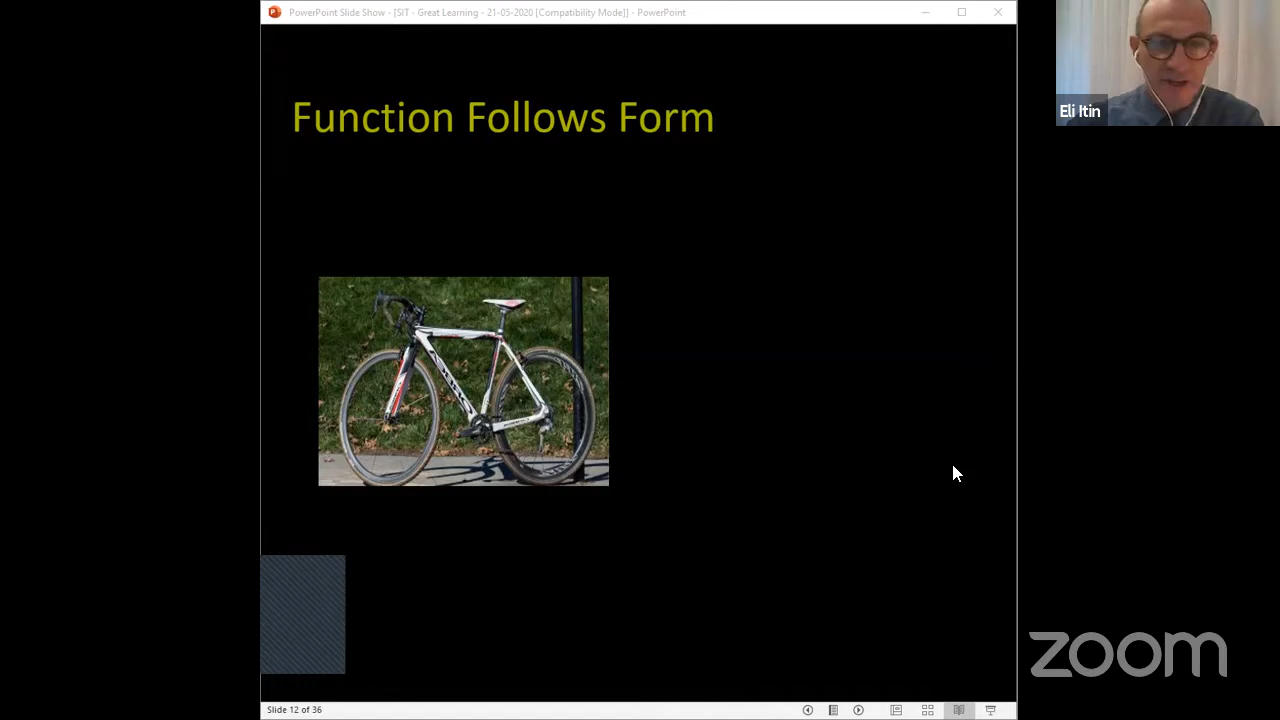 PowerPoint Slide Show - [SIT - Great Learning - 21-05-2020 [Compatibility Mode]] - PowerPoint
Eli Itin
Function Follows Form
zoom
Slide 12 of 36